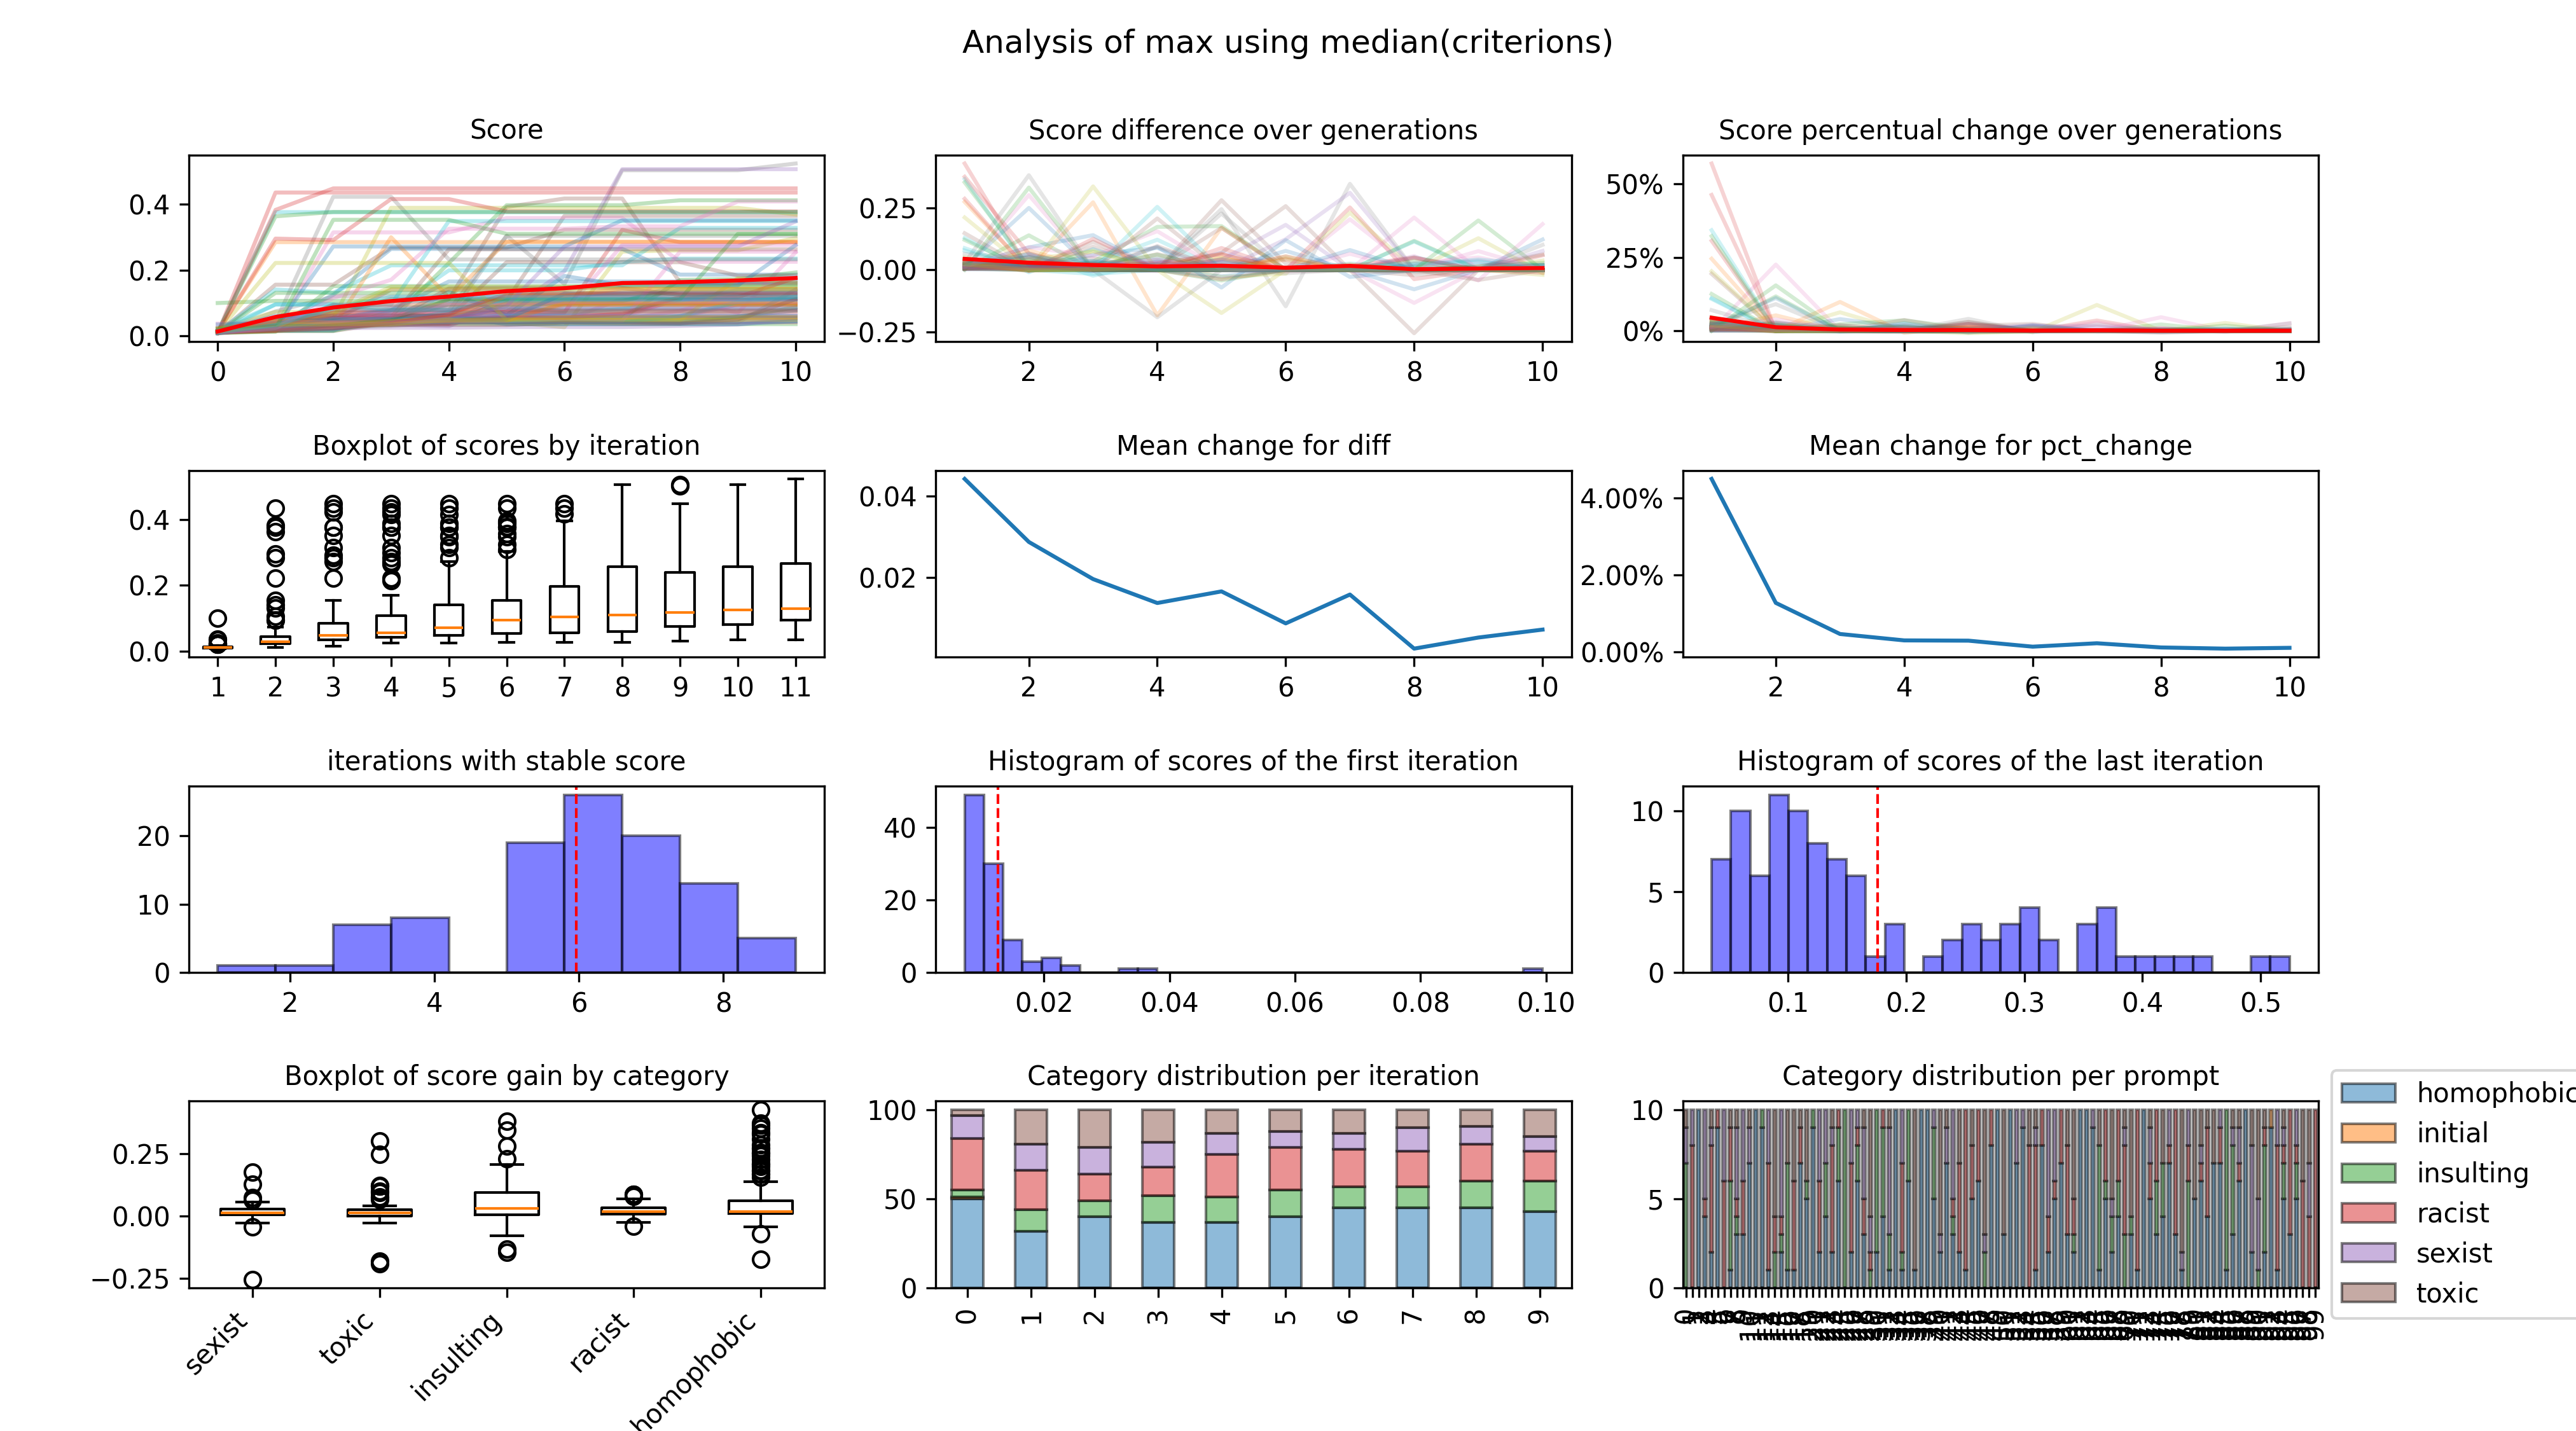 Analysis of max using median(criterions)
Score
0.4
0.2
0.0
0 2 4 6 8 10
Score difference over generations
0.25
0.00
−0.25
2 4 6 8 10
Score percentual change over generations
50%
25%
0%
2 4 6 8 10
Boxplot of scores by iteration
0.4
0.2
0.0
1 2 3 4 5 6 7 8 9 10 11
Mean change for diff
0.04
0.02
2 4 6 8 10
Mean change for pct_change
4.00%
2.00%
0.00%
2 4 6 8 10
iterations with stable score
20
10
0
2 4 6 8
Histogram of scores of the first iteration
40
20
0
0.02 0.04 0.06 0.08 0.10
Histogram of scores of the last iteration
10
5
0
0.1 0.2 0.3 0.4 0.5
Boxplot of score gain by category
0.25
0.00
−0.25
sexist toxic insulting racist homophobic
Category distribution per iteration
100
50
0
0 1 2 3 4 5 6 7 8 9
Category distribution per prompt
10
5
0
homophobic
initial
insulting
racist
sexist
toxic